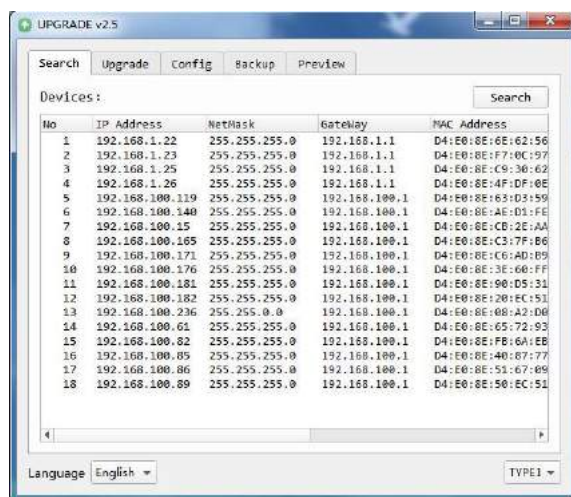 UPGRADE v2.5
Search Upgrade Config Backup Preview
Devices: Search
No IP Address NetMask GateWay MAC Address
1 192.168.1.22 255.255.255.0 192.168.1.1 D4:E0:8E:6E:62:56
2 192.168.1.23 255.255.255.0 192.168.1.1 D4:E0:8E:F7:0C:97
3 192.168.1.25 255.255.255.0 192.168.1.1 D4:E0:8E:C9:30:62
4 192.168.1.26 255.255.255.0 192.168.1.1 D4:E0:8E:4F:DF:0E
5 192.168.100.119 255.255.255.0 192.168.100.1 D4:E0:8E:63:D3:59
6 192.168.100.140 255.255.255.0 192.168.100.1 D4:E0:8E:AE:D1:FE
7 192.168.100.15 255.255.255.0 192.168.100.1 D4:E0:8E:CB:2E:AA
8 192.168.100.165 255.255.255.0 192.168.100.1 D4:E0:8E:C3:7F:B6
9 192.168.100.171 255.255.255.0 192.168.100.1 D4:E0:8E:C6:AD:B9
10 192.168.100.176 255.255.255.0 192.168.100.1 D4:E0:8E:3E:60:FF
11 192.168.100.181 255.255.255.0 192.168.100.1 D4:E0:8E:90:D5:31
12 192.168.100.182 255.255.255.0 192.168.100.1 D4:E0:8E:20:EC:51
13 192.168.100.236 255.255.0.0 192.168.100.1 D4:E0:8E:08:A2:D0
14 192.168.100.61 255.255.255.0 192.168.100.1 D4:E0:8E:65:72:93
15 192.168.100.82 255.255.255.0 192.168.100.1 D4:E0:8E:FB:6A:EB
16 192.168.100.85 255.255.255.0 192.168.100.1 D4:E0:8E:40:87:77
17 192.168.100.86 255.255.255.0 192.168.100.1 D4:E0:8E:51:67:09
18 192.168.100.89 255.255.255.0 192.168.100.1 D4:E0:8E:50:EC:51
Language English TYPE1